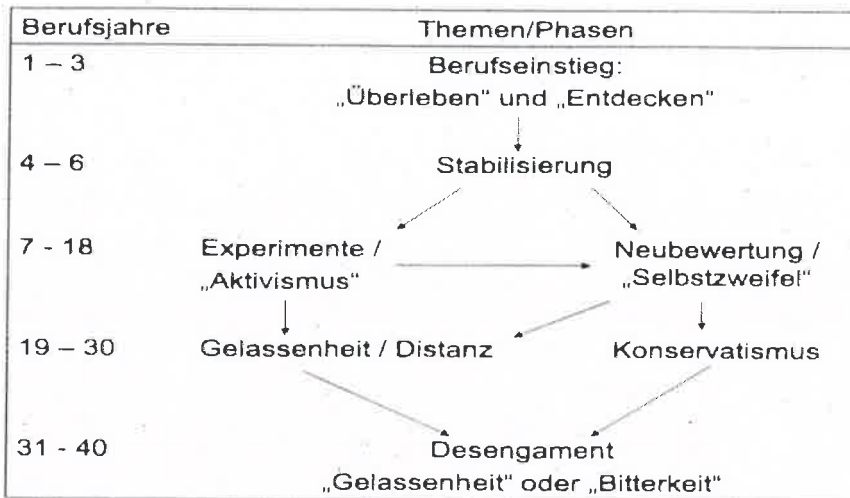 Berufsjahre Themen/Phasen
1 – 3 Berufseinstieg:
„Überleben“ und „Entdecken“
4 – 6 Stabilisierung
7 - 18 Experimente / Neubewertung /
„Aktivismus“ „Selbstzweifel“
19 – 30 Gelassenheit / Distanz Konservatismus
31 - 40 Desengament
„Gelassenheit“ oder „Bitterkeit“